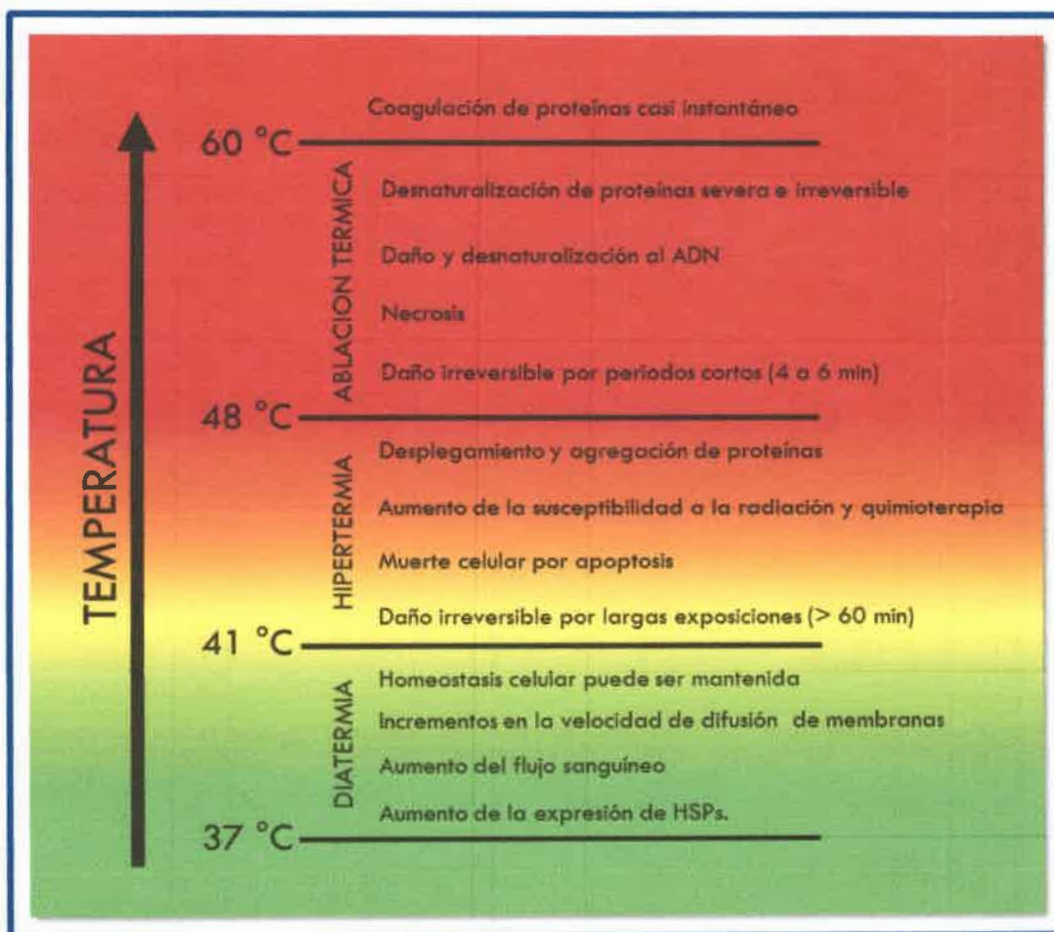 Coagulación de proteínas casi instantáneo
60 °C
ABLACION TERMICA
Desnaturalización de proteínas severa e irreversible
Daño y desnaturalización al ADN
Necrosis
Daño irreversible por periodos cortos (4 a 6 min)
48 °C
TEMPERATURA
HIPERTERMIA
Desplegamiento y agregación de proteínas
Aumento de la susceptibilidad a la radiación y quimioterapia
Muerte celular por apoptosis
Daño irreversible por largas exposiciones (> 60 min)
41 °C
DIATERMIA
Homeostasis celular puede ser mantenida
Incrementos en la velocidad de difusión de membranas
Aumento del flujo sanguíneo
Aumento de la expresión de HSPs.
37 °C